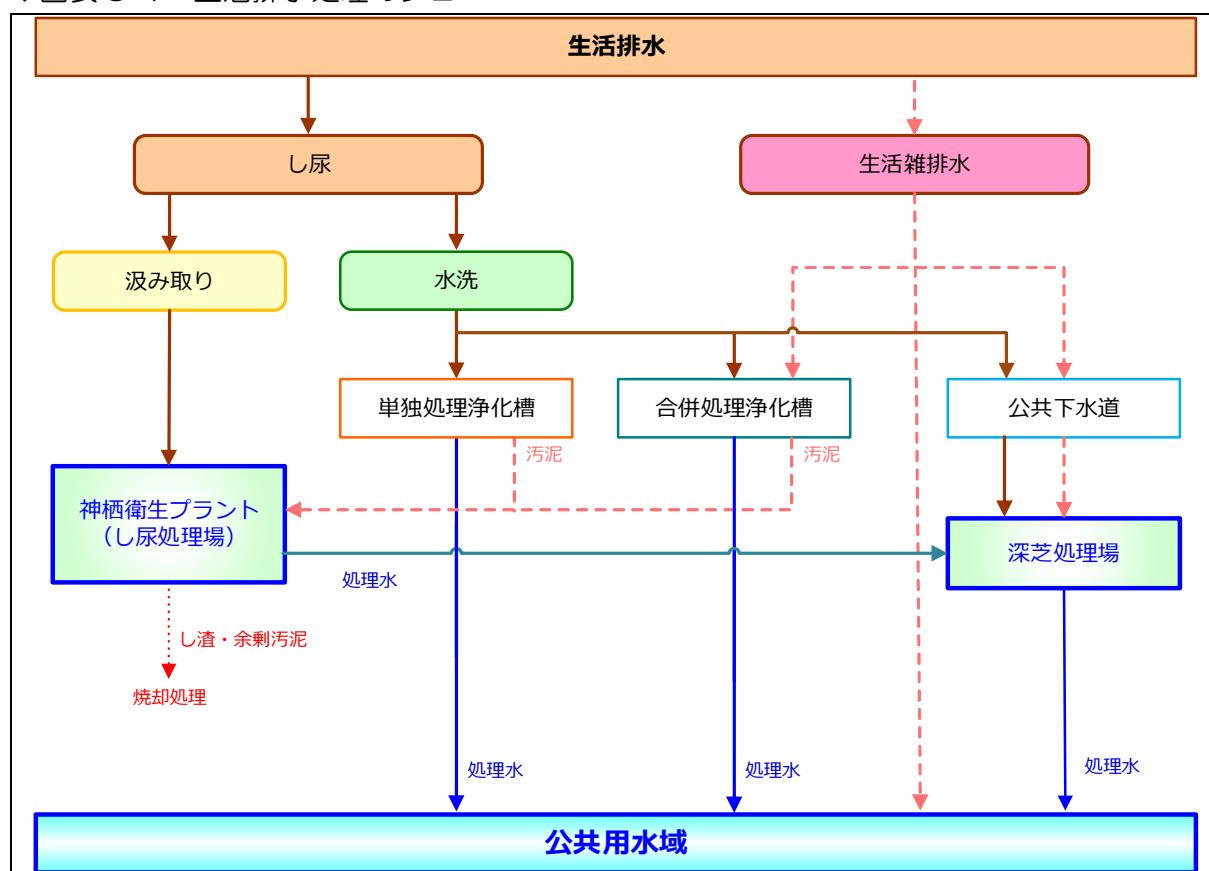 生活排水
し尿
生活雑排水
汲み取り
水洗
単独処理浄化槽
合併処理浄化槽
公共下水道
汚泥
汚泥
神栖衛生プラント
（し尿処理場）
深芝処理場
処理水
し渣・余剰汚泥
焼却処理
処理水
処理水
処理水
公共用水域